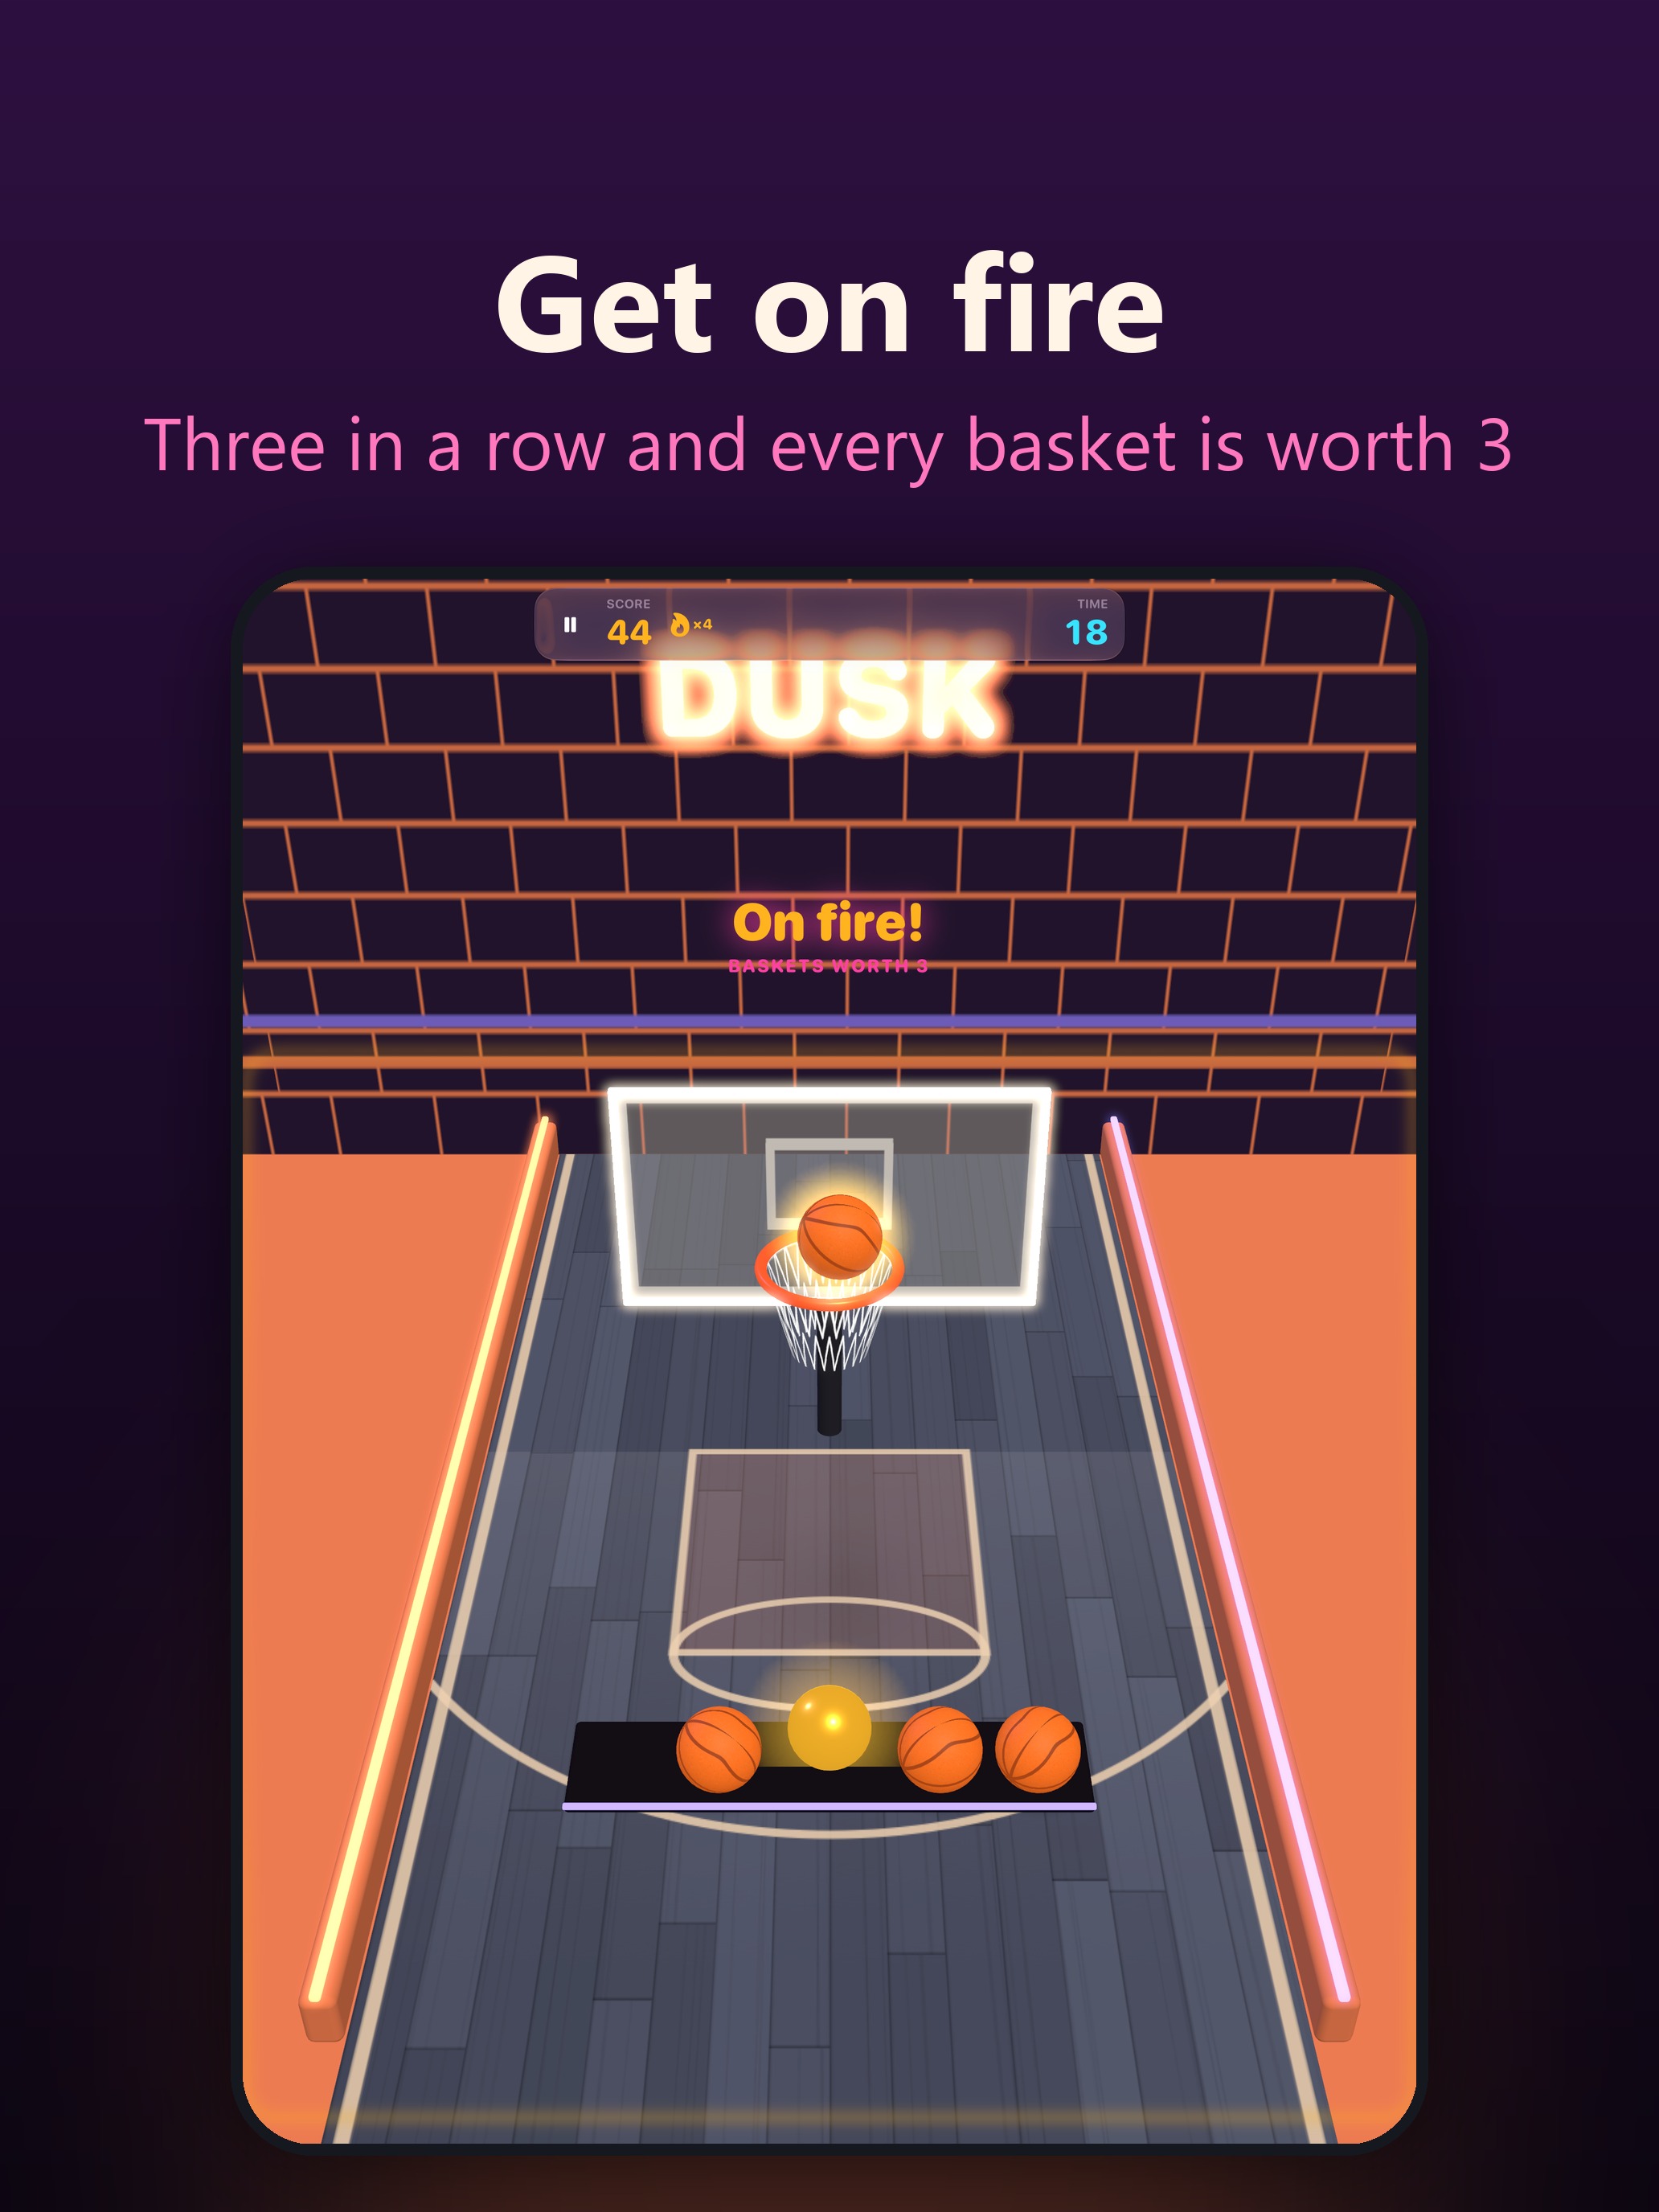 Get on fire
Three in a row and every basket is worth 3
SCORE
TIME
44 ×4
18
DUSK
On fire!
BASKETS WORTH 3